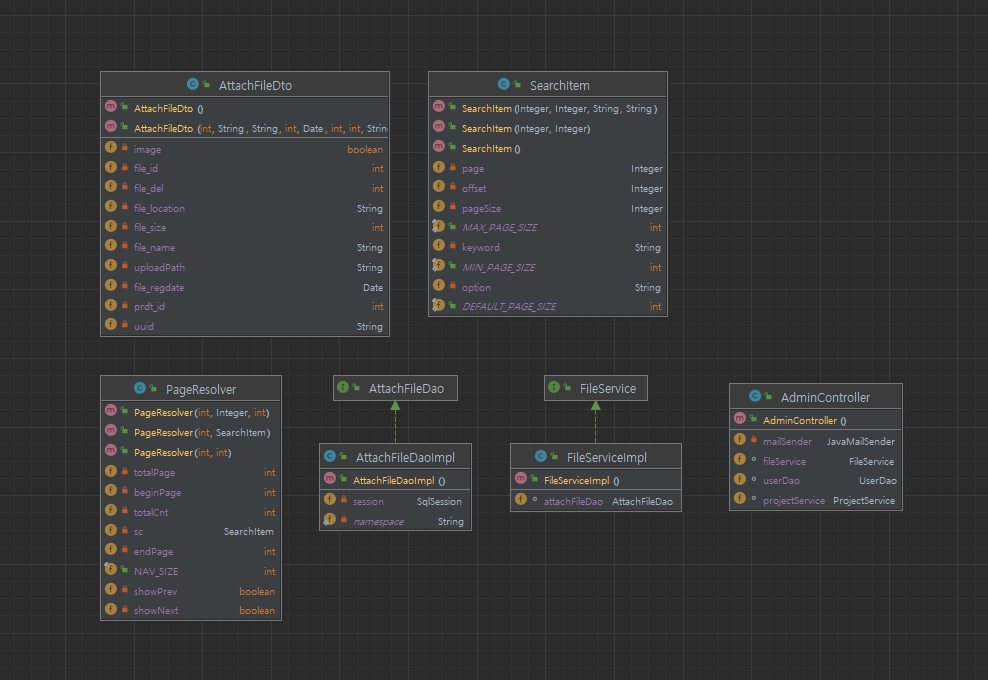 AttachFileDto
AttachFileDto ()
AttachFileDto (int, String, String, int, Date, int, int, Strin
image boolean
file_id int
file_del int
file_location String
file_size int
file_name String
uploadPath String
file_regdate Date
prdt_id int
uuid String
SearchItem
SearchItem (Integer, Integer, String, String)
SearchItem (Integer, Integer)
SearchItem ()
page Integer
offset Integer
pageSize Integer
MAX_PAGE_SIZE int
keyword String
MIN_PAGE_SIZE int
option String
DEFAULT_PAGE_SIZE int
PageResolver
PageResolver (int, Integer, int)
PageResolver (int, SearchItem)
PageResolver (int, int)
totalPage int
beginPage int
totalCnt int
sc SearchItem
endPage int
NAV_SIZE int
showPrev boolean
showNext boolean
AttachFileDao
AttachFileDaoImpl
AttachFileDaoImpl ()
session SqlSession
namespace String
FileService
FileServiceImpl
FileServiceImpl ()
attachFileDao AttachFileDao
AdminController
AdminController ()
mailSender JavaMailSender
fileService FileService
userDao UserDao
projectService ProjectService